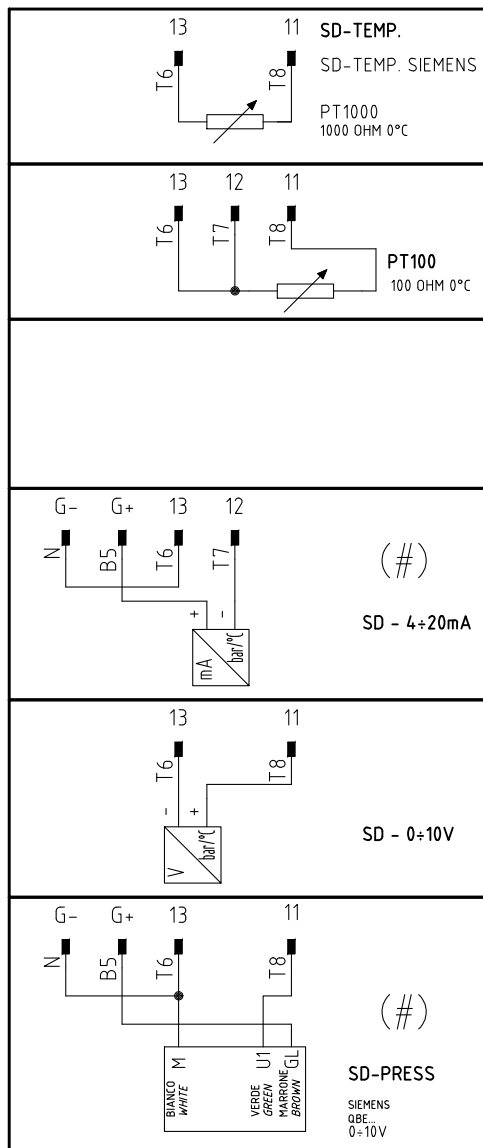 13 11 SD-TEMP.
T6 T8 SD-TEMP. SIEMENS
PT1000
1000 OHM 0°C
13 12 11
T6 T7 T8
PT100
100 OHM 0°C
G- G+ 13 12
N B5 T6 T7
(#)
+ -
mA bar/°C
SD - 4÷20mA
13 11
T6 T8
- +
V bar/°C
SD - 0÷10V
G- G+ 13 11
N B5 T6 T8
(#)
M U1 GL
BIANCO
WHITE
VERDE
GREEN
MARRONE
BROWN
SD-PRESS
SIEMENS
QBE...
0÷10V